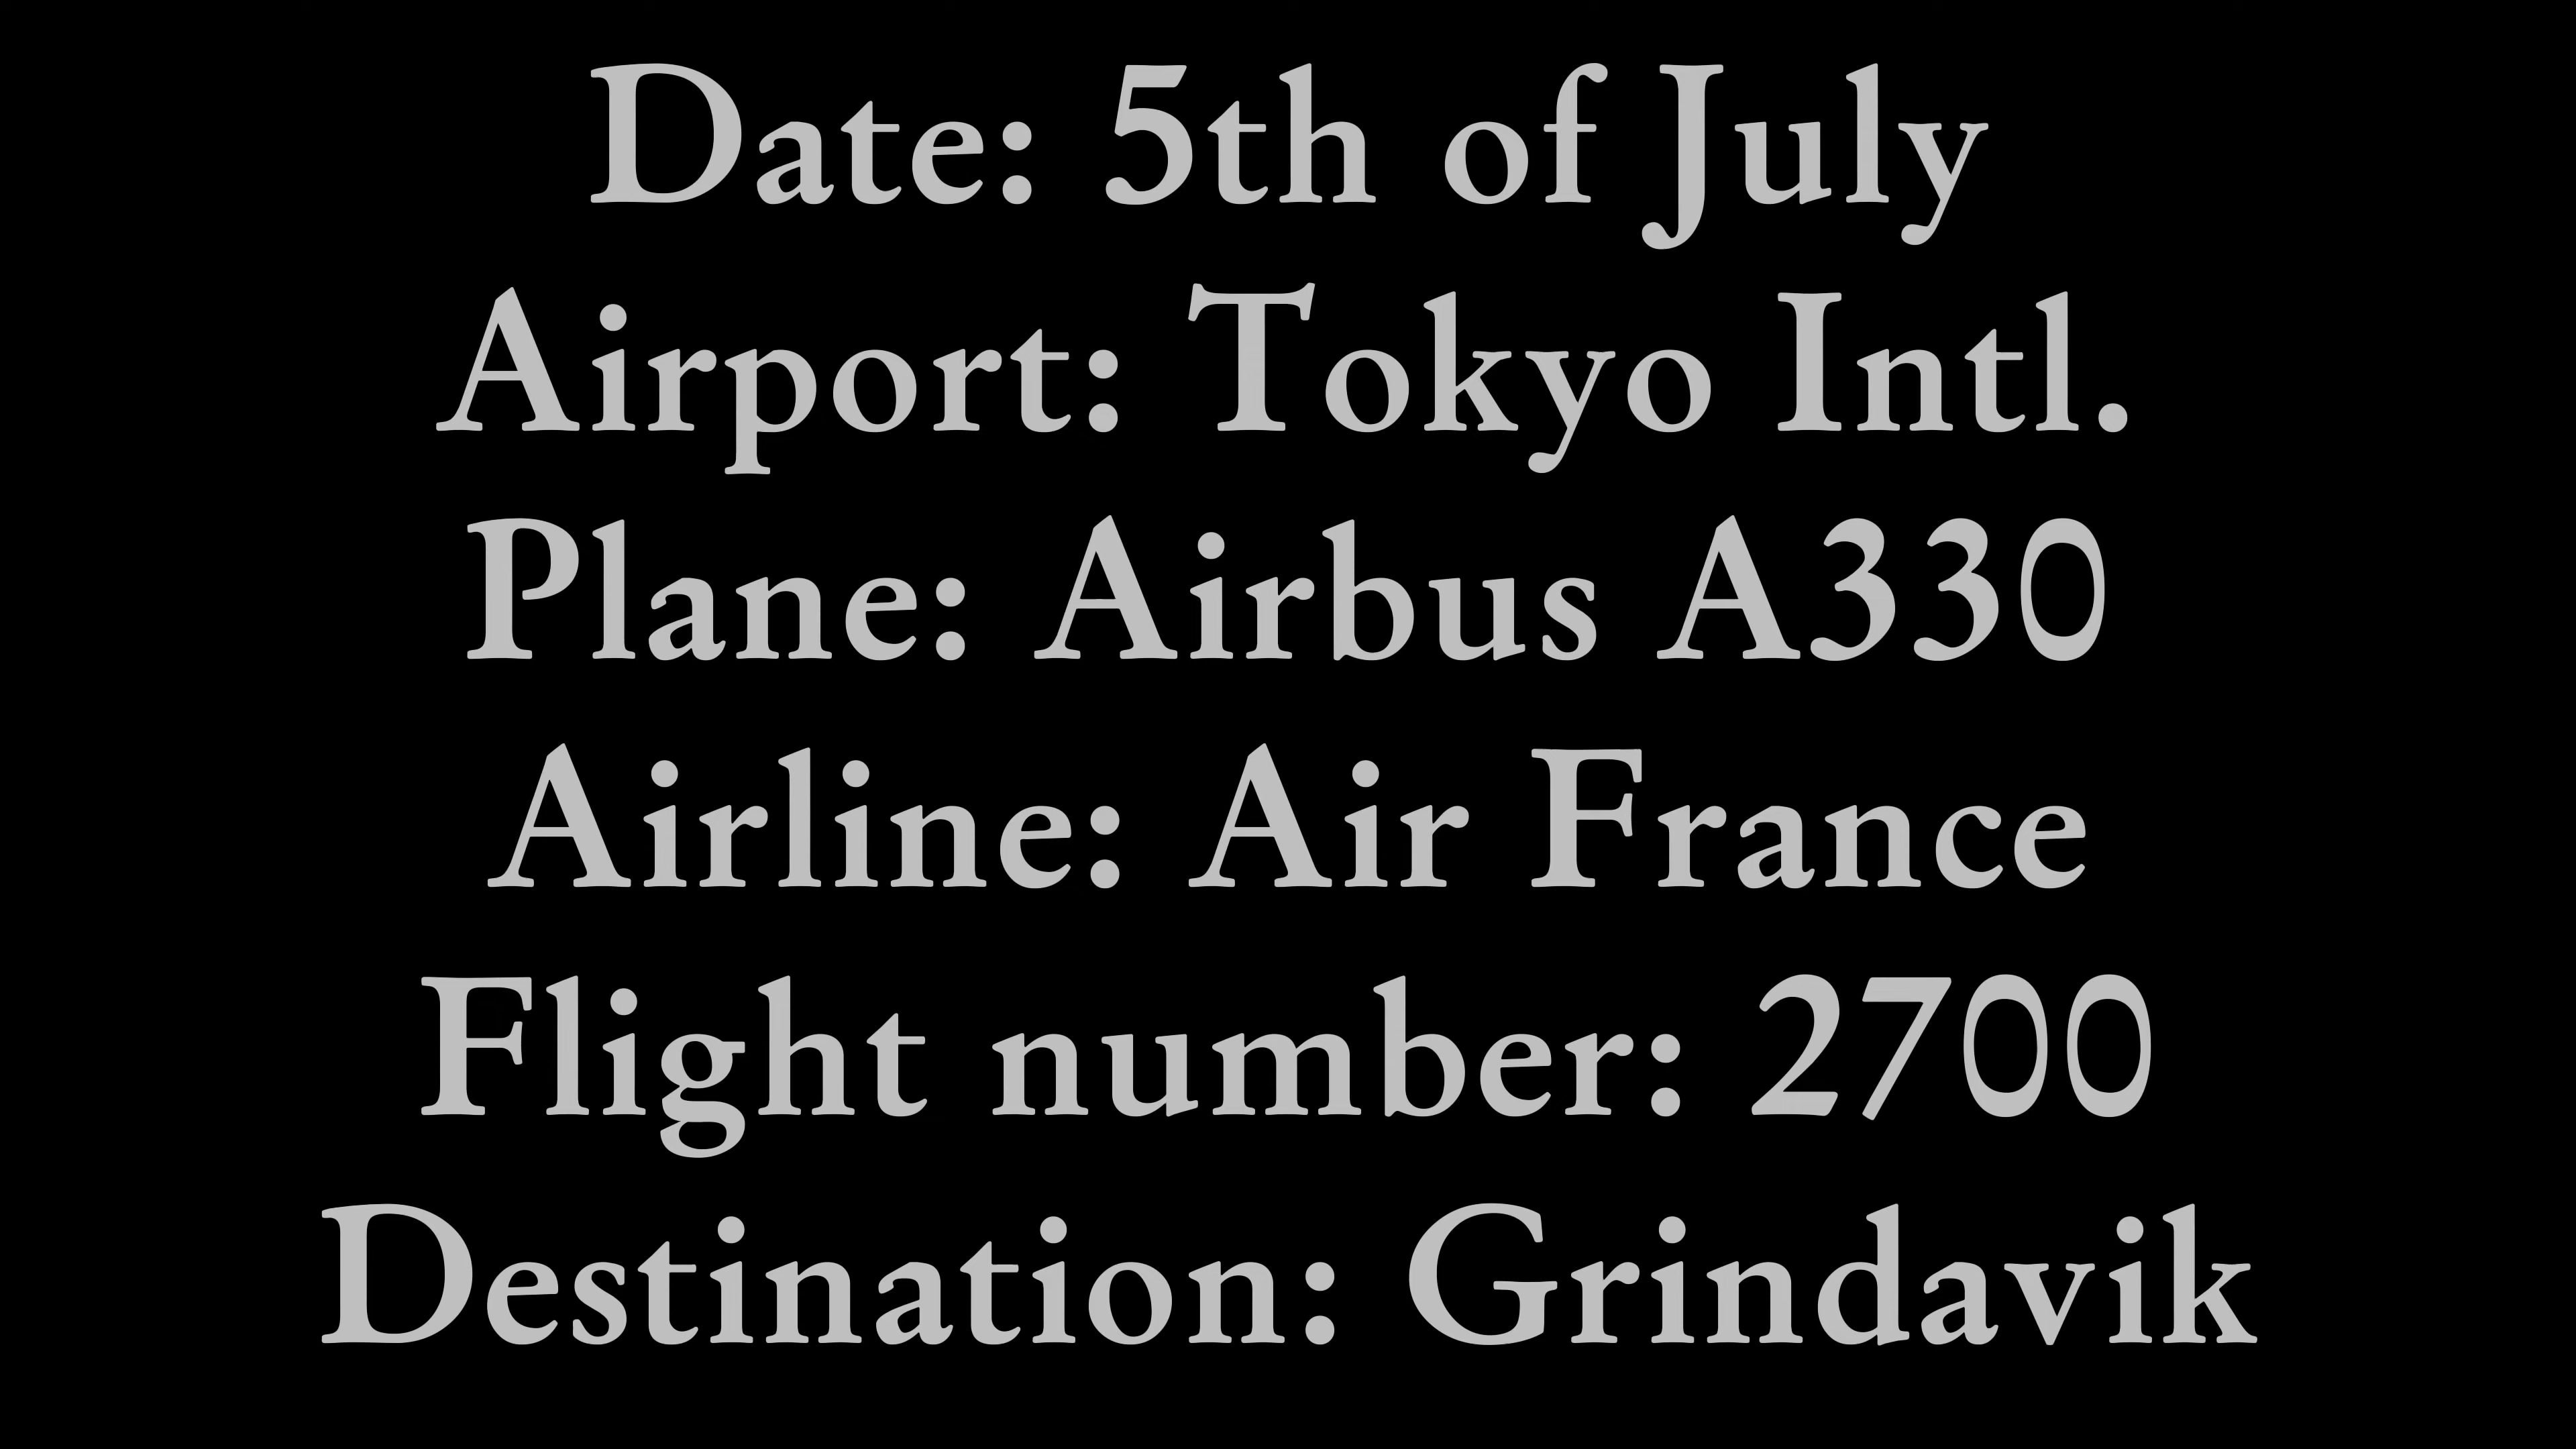 Date: 5th of July
Airport: Tokyo Intl.
Plane: Airbus A330
Airline: Air France
Flight number: 2700
Destination: Grindavik